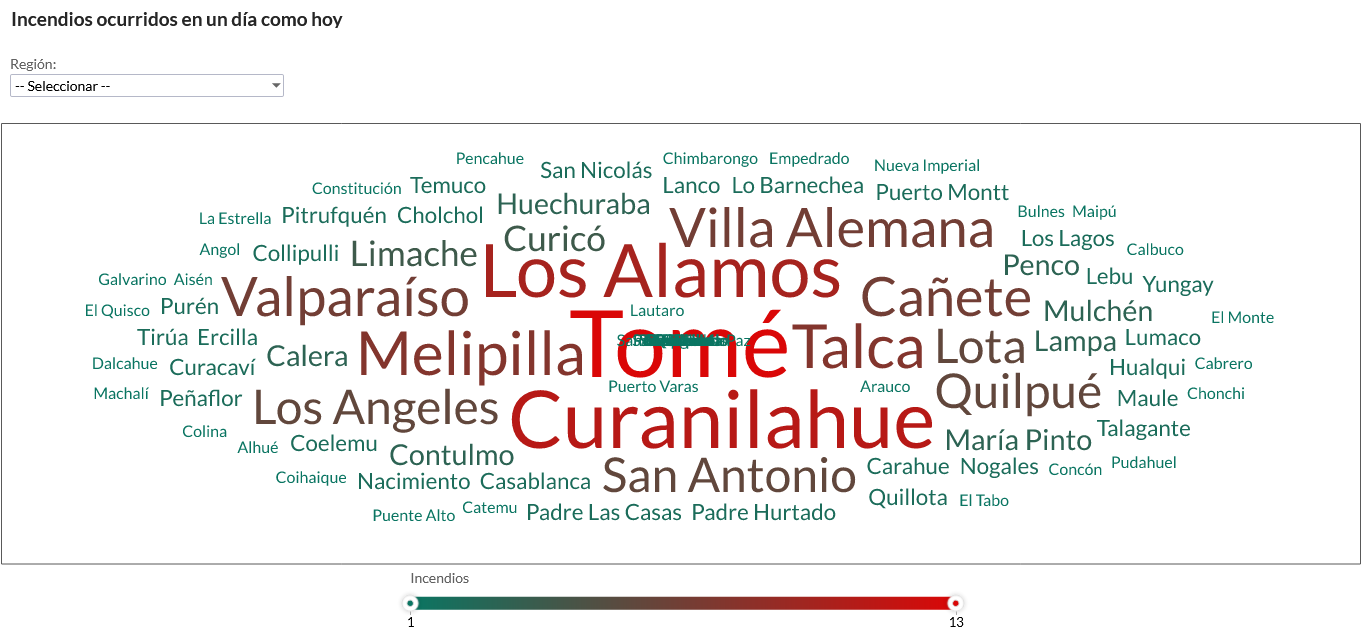 Incendios ocurridos en un día como hoy
Región:
-- Seleccionar --
Pencahue San Nicolás Chimbarongo Empedrado Nueva Imperial
Constitución Temuco Lanco Lo Barnechea Puerto Montt
La Estrella Pitrufquén Cholchol Huechuraba Villa Alemana Bulnes Maipú
Angol Collipulli Limache Curicó Los Lagos Calbuco
Galvarino Aisén Los Alamos Penco Lebu Yungay
El Quisco Purén Valparaíso Lautaro Cañete Mulchén El Monte
Tirúa Ercilla Tomé Talca Lota Lampa Lumaco
Dalcahue Curacaví Calera Melipilla Hualqui Cabrero
Machalí Peñaflor Puerto Varas Arauco Quilpué Maule Chonchi
Colina Los Angeles Curanilahue Talagante
Alhué Coelemu Contulmo María Pinto Pudahuel
Coihaique Nacimiento Casablanca San Antonio Carahue Nogales Concón
Puente Alto Catemu Padre Las Casas Padre Hurtado Quillota El Tabo
Incendios
1 13